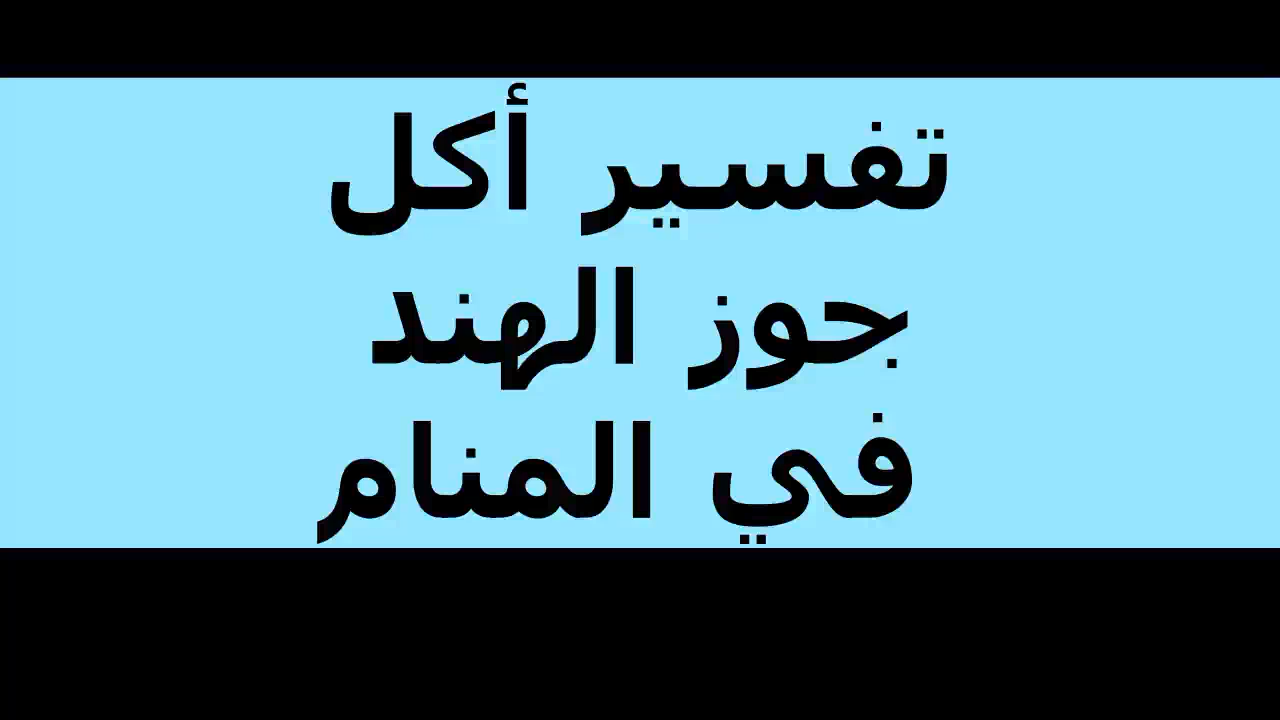 تفسير أكل
جوز الهند
في المنام